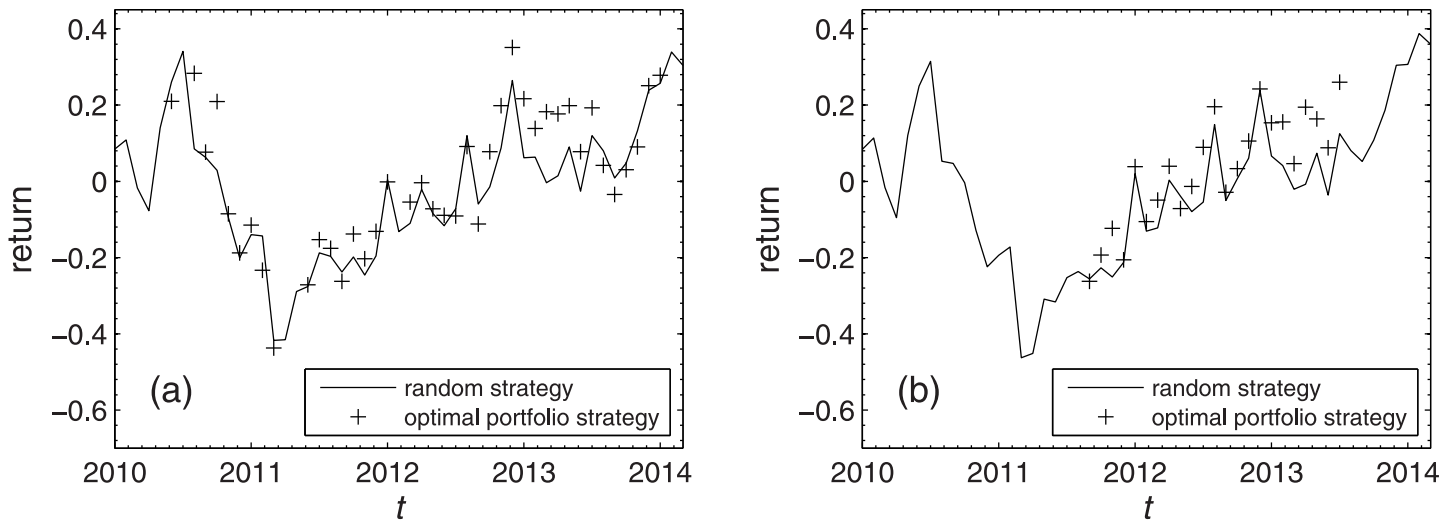 0.4
0.2
0
−0.2
−0.4
−0.6
return
(a)
random strategy
optimal portfolio strategy
2010 2011 2012 2013 2014
t
0.4
0.2
0
−0.2
−0.4
−0.6
return
(b)
random strategy
optimal portfolio strategy
2010 2011 2012 2013 2014
t